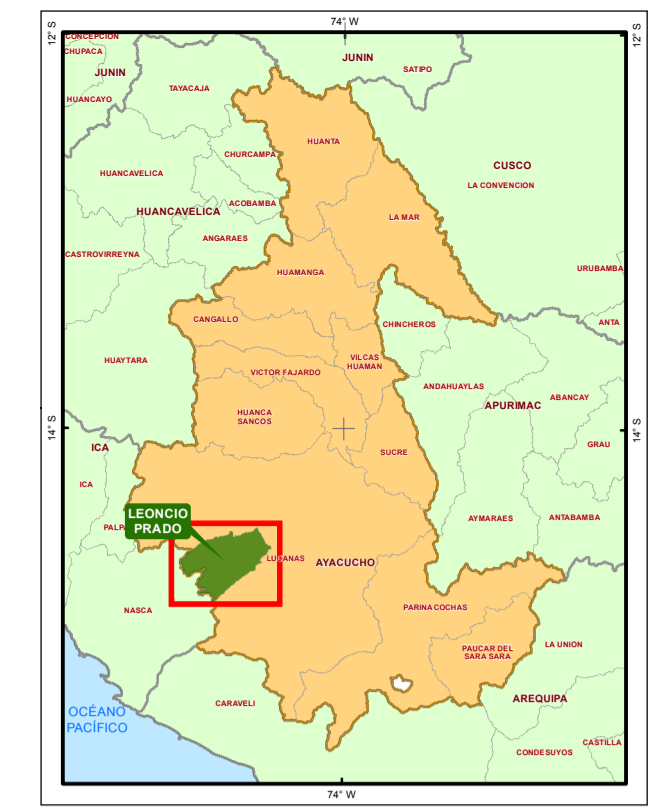 74° W
12° S
12° S
CONCEPCION
CHUPACA
JUNIN
JUNIN
SATIPO
TAYACAJA
HUANCAYO
HUANTA
CHURCAMPA
CUSCO
HUANCAVELICA
LA CONVENCION
ACOBAMBA
HUANCAVELICA
LA MAR
ANGARAES
CASTROVIRREYNA
URUBAMBA
HUAMANGA
CANGALLO
CHINCHEROS
ANTA
HUAYTARA
VILCAS
HUAMAN
VICTOR FAJARDO
ANDAHUAYLAS
ABANCAY
APURIMAC
HUANCA
SANCOS
14° S
14° S
GRAU
ICA
SUCRE
ICA
LEONCIO
PRADO
AYMARAES
ANTABAMBA
PALPA
LUCANAS
AYACUCHO
NASCA
PARINA COCHAS
PAUCAR DEL
SARA SARA
LA UNION
AREQUIPA
CARAVELI
OCÉANO
PACÍFICO
CASTILLA
CONDESUYOS
74° W